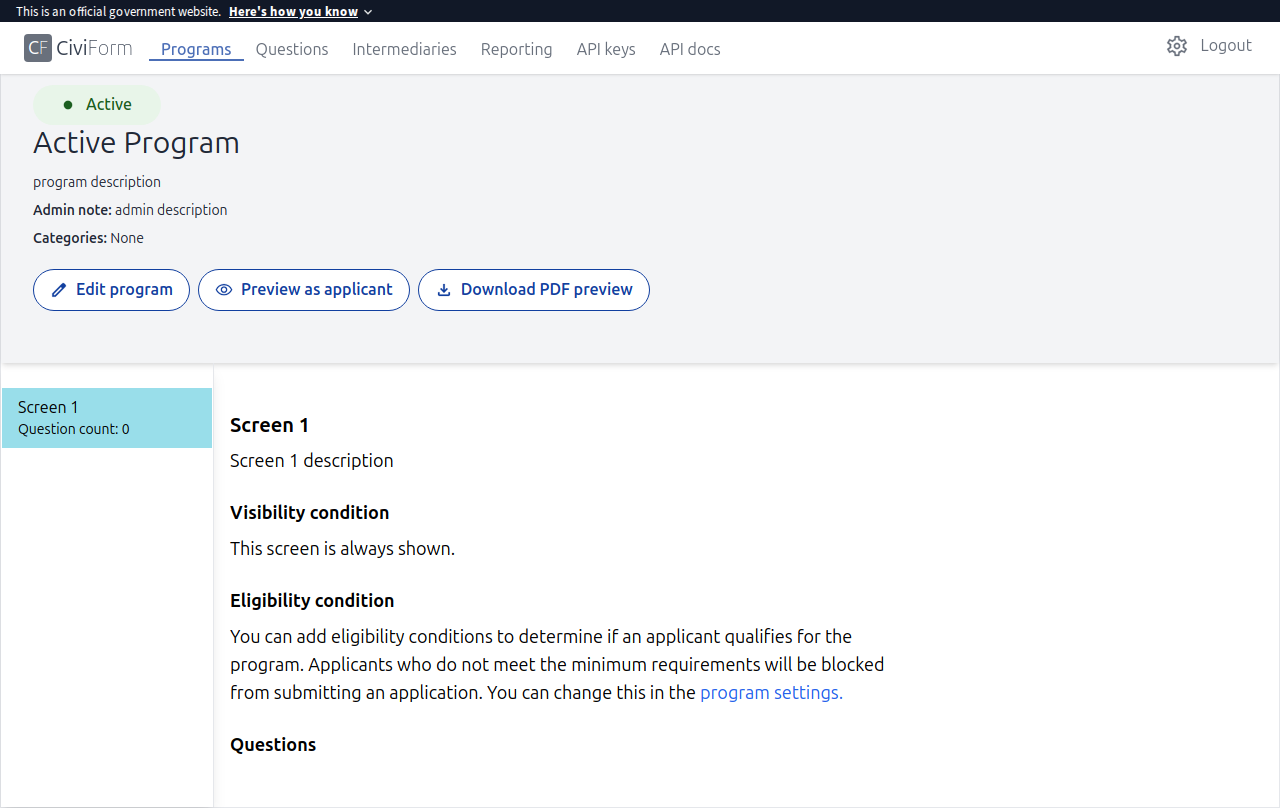 This is an official government website. Here's how you know
CF CiviForm Programs Questions Intermediaries Reporting API keys API docs Logout
Active
Active Program
program description
Admin note: admin description
Categories: None
Edit program Preview as applicant Download PDF preview
Screen 1
Question count: 0
Screen 1
Screen 1 description
Visibility condition
This screen is always shown.
Eligibility condition
You can add eligibility conditions to determine if an applicant qualifies for the
program. Applicants who do not meet the minimum requirements will be blocked
from submitting an application. You can change this in the program settings.
Questions